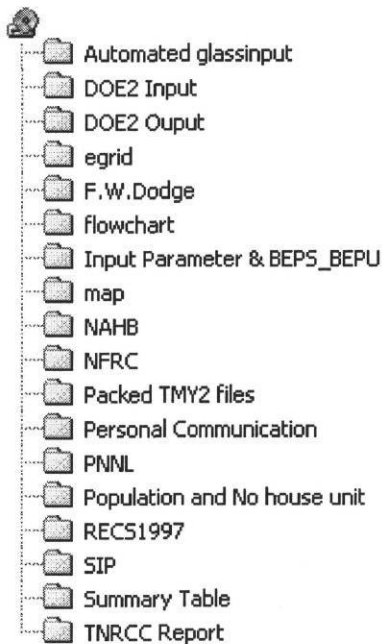 Automated glassinput
DOE2 Input
DOE2 Ouput
egrid
F.W.Dodge
flowchart
Input Parameter & BEPS_BEPU
map
NAHB
NFRC
Packed TMY2 files
Personal Communication
PNNL
Population and No house unit
RECS1997
SIP
Summary Table
TNRCC Report